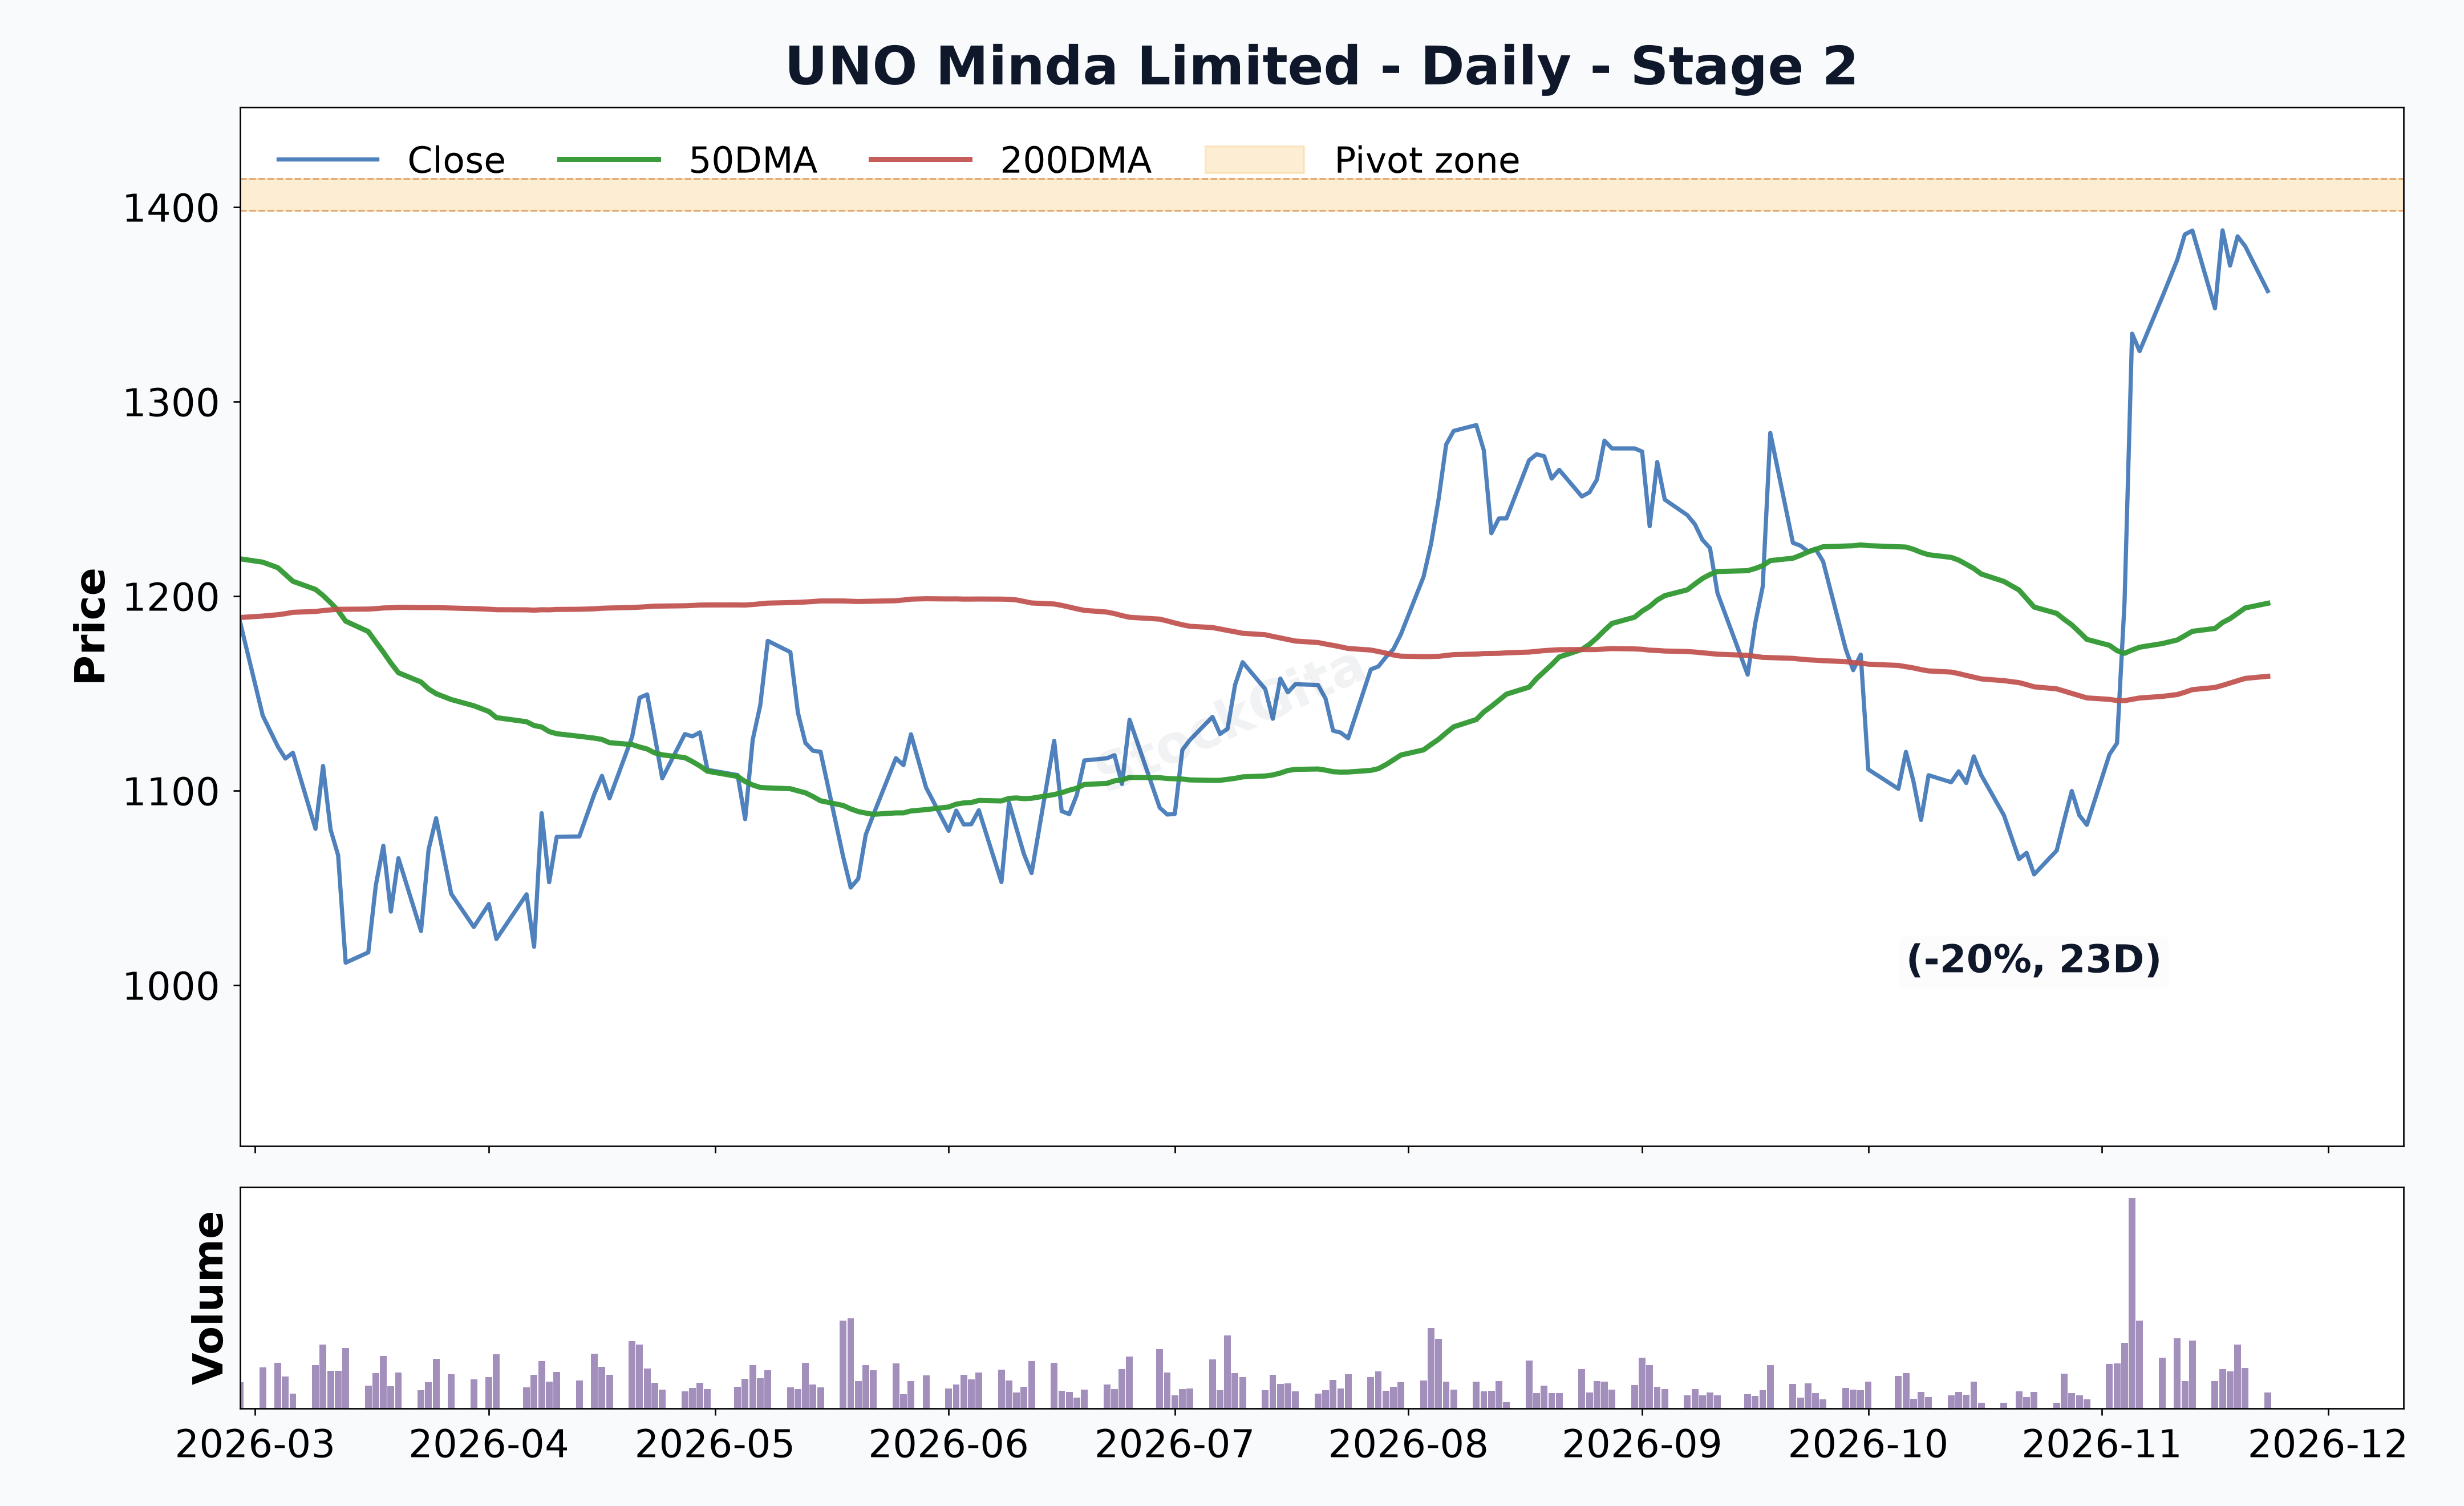 UNO Minda Limited - Daily - Stage 2
Close 50DMA 200DMA Pivot zone
1400
1300
1200
1100
1000
Price
StockGita
(-20%, 23D)
Volume
2026-03 2026-04 2026-05 2026-06 2026-07 2026-08 2026-09 2026-10 2026-11 2026-12